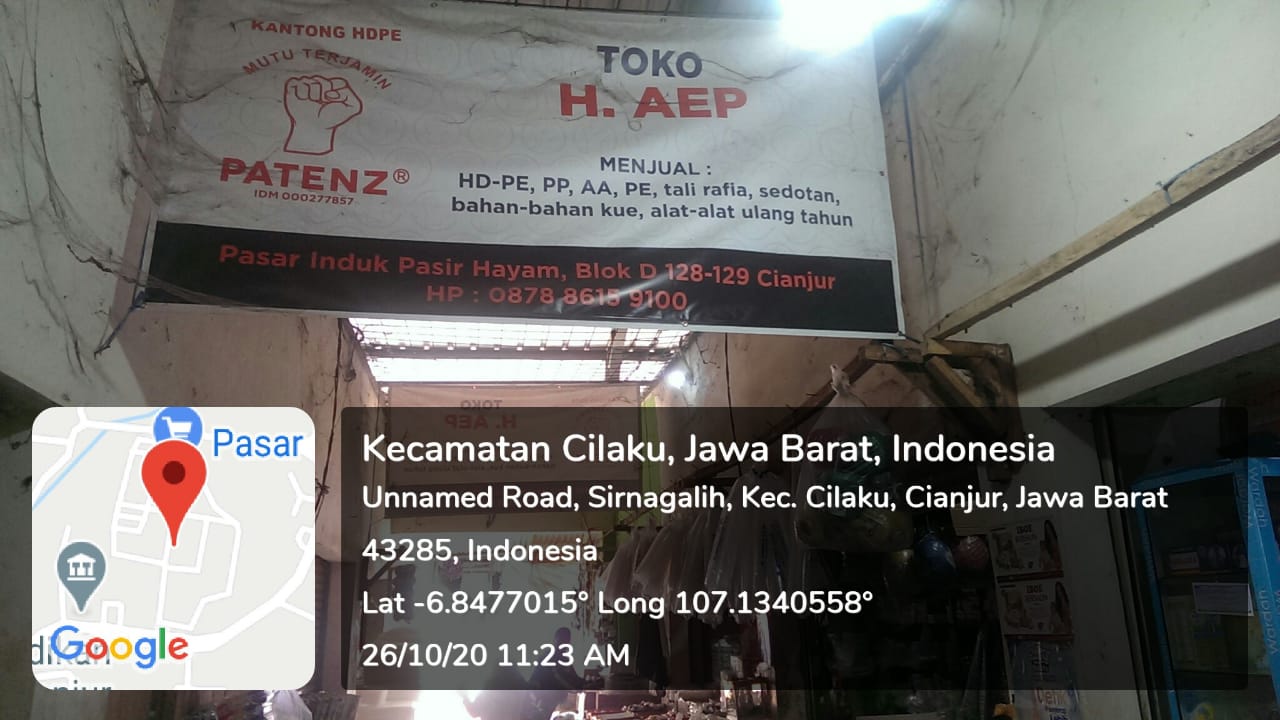 KANTONG HDPE
MUTU TERJAMIN
PATENZ®
IDM 000277857
TOKO
H. AEP
MENJUAL :
HD-PE, PP, AA, PE, tali rafia, sedotan,
bahan-bahan kue, alat-alat ulang tahun
Pasar Induk Pasir Hayam, Blok D 128-129 Cianjur
HP : 0878 8615 9100
TOKO
H. AEP
Pasar
Google
Kecamatan Cilaku, Jawa Barat, Indonesia
Unnamed Road, Sirnagalih, Kec. Cilaku, Cianjur, Jawa Barat
43285, Indonesia
Lat -6.8477015° Long 107.1340558°
26/10/20 11:23 AM
wardah